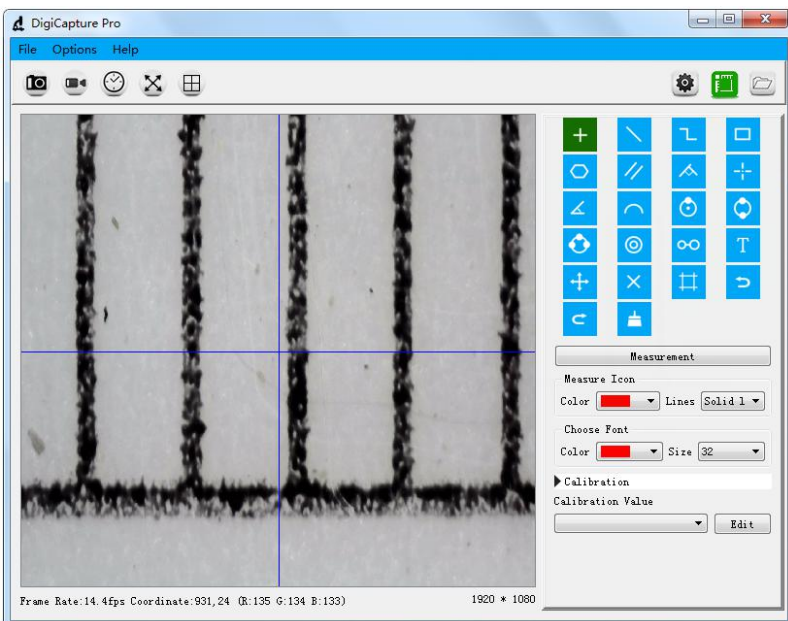 DigiCapture Pro
File Options Help
T
Measurement
Measure Icon
Color Lines Solid l
Choose Font
Color Size 32
Calibration
Calibration Value
Edit
Frame Rate:14.4fps Coordinate:931,24 (R:135 G:134 B:133) 1920 * 1080